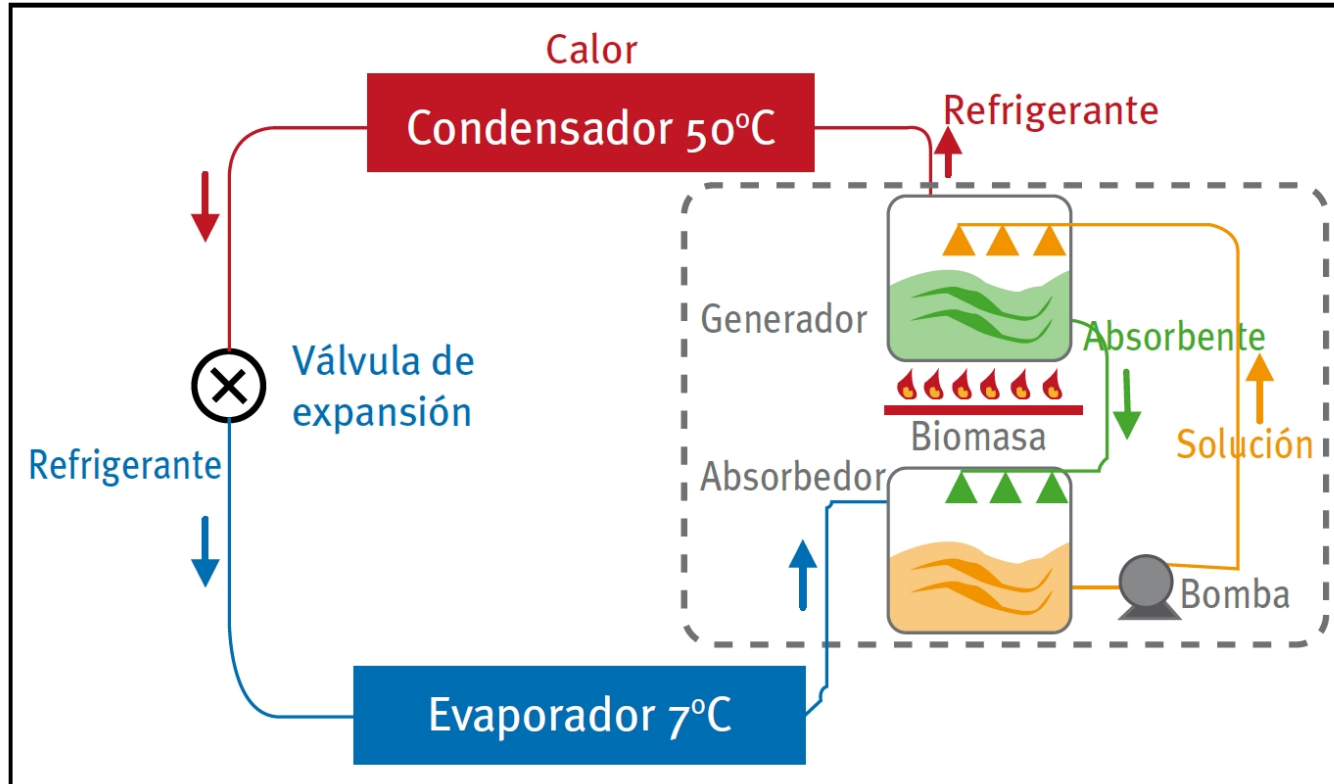 Calor
Condensador 50ºC
Refrigerante
Generador
Absorbente
Válvula de
expansión
Biomasa
Solución
Refrigerante
Absorbedor
Bomba
Evaporador 7ºC